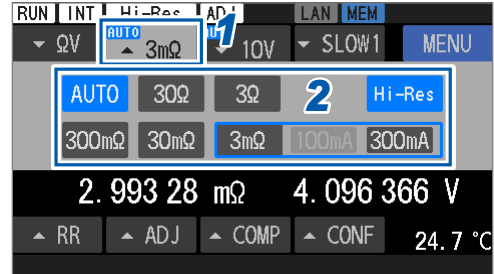 RUN INT Hi-Res ADJ LAN MEM
ΩV AUTO 3mΩ 1 10V SLOW1 MENU
AUTO 30Ω 3Ω 2 Hi-Res
300mΩ 30mΩ 3mΩ 100mA 300mA
2.993 28 mΩ 4.096 366 V
RR ADJ COMP CONF 24.7 °C